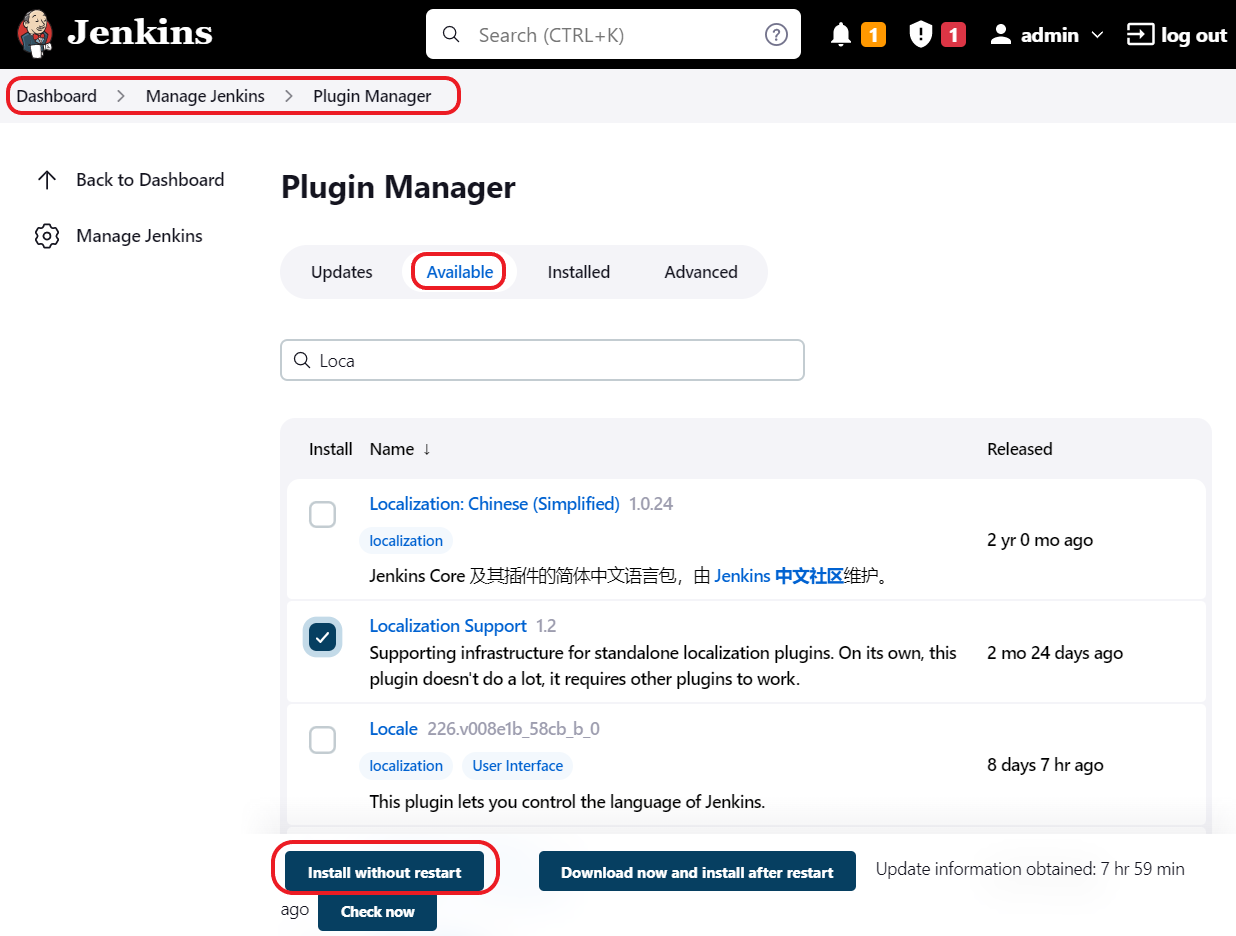 Jenkins
Search (CTRL+K)
?
1
1
admin
log out
Dashboard > Manage Jenkins > Plugin Manager
Back to Dashboard
Manage Jenkins
Plugin Manager
Updates
Available
Installed
Advanced
Loca
Install Name ↓ Released
Localization: Chinese (Simplified) 1.0.24
localization
2 yr 0 mo ago
Jenkins Core 及其插件的简体中文语言包，由 Jenkins 中文社区维护。
Localization Support 1.2
Supporting infrastructure for standalone localization plugins. On its own, this
2 mo 24 days ago
plugin doesn't do a lot, it requires other plugins to work.
Locale 226.v008e1b_58cb_b_0
localization User Interface
8 days 7 hr ago
This plugin lets you control the language of Jenkins.
Install without restart
Download now and install after restart
Update information obtained: 7 hr 59 min
ago
Check now